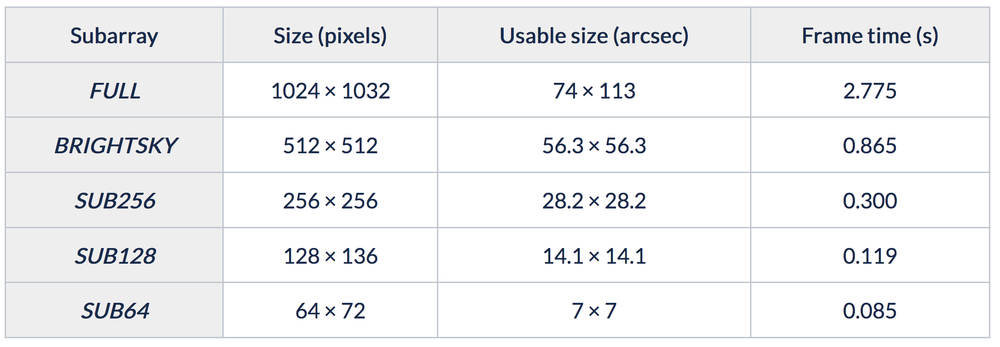 Subarray Size (pixels) Usable size (arcsec) Frame time (s)
FULL 1024 × 1032 74 × 113 2.775
BRIGHTSKY 512 × 512 56.3 × 56.3 0.865
SUB256 256 × 256 28.2 × 28.2 0.300
SUB128 128 × 136 14.1 × 14.1 0.119
SUB64 64 × 72 7 × 7 0.085